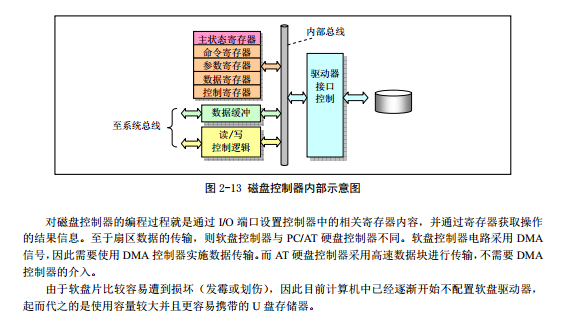 主状态寄存器
命令寄存器
参数寄存器
数据寄存器
控制寄存器
内部总线
驱动器
接口
控制
数据缓冲
至系统总线
读/写
控制逻辑
图 2-13 磁盘控制器内部示意图
对磁盘控制器的编程过程就是通过 I/O 端口设置控制器中的相关寄存器内容，并通过寄存器获取操作
的结果信息。至于扇区数据的传输，则软盘控制器与 PC/AT 硬盘控制器不同。软盘控制器电路采用 DMA
信号，因此需要使用 DMA 控制器实施数据传输。而 AT 硬盘控制器采用高速数据块进行传输，不需要 DMA
控制器的介入。
由于软盘片比较容易遭到损坏（发霉或划伤），因此目前计算机中已经逐渐开始不配置软盘驱动器，
起而代之的是使用容量较大并且更容易携带的 U 盘存储器。